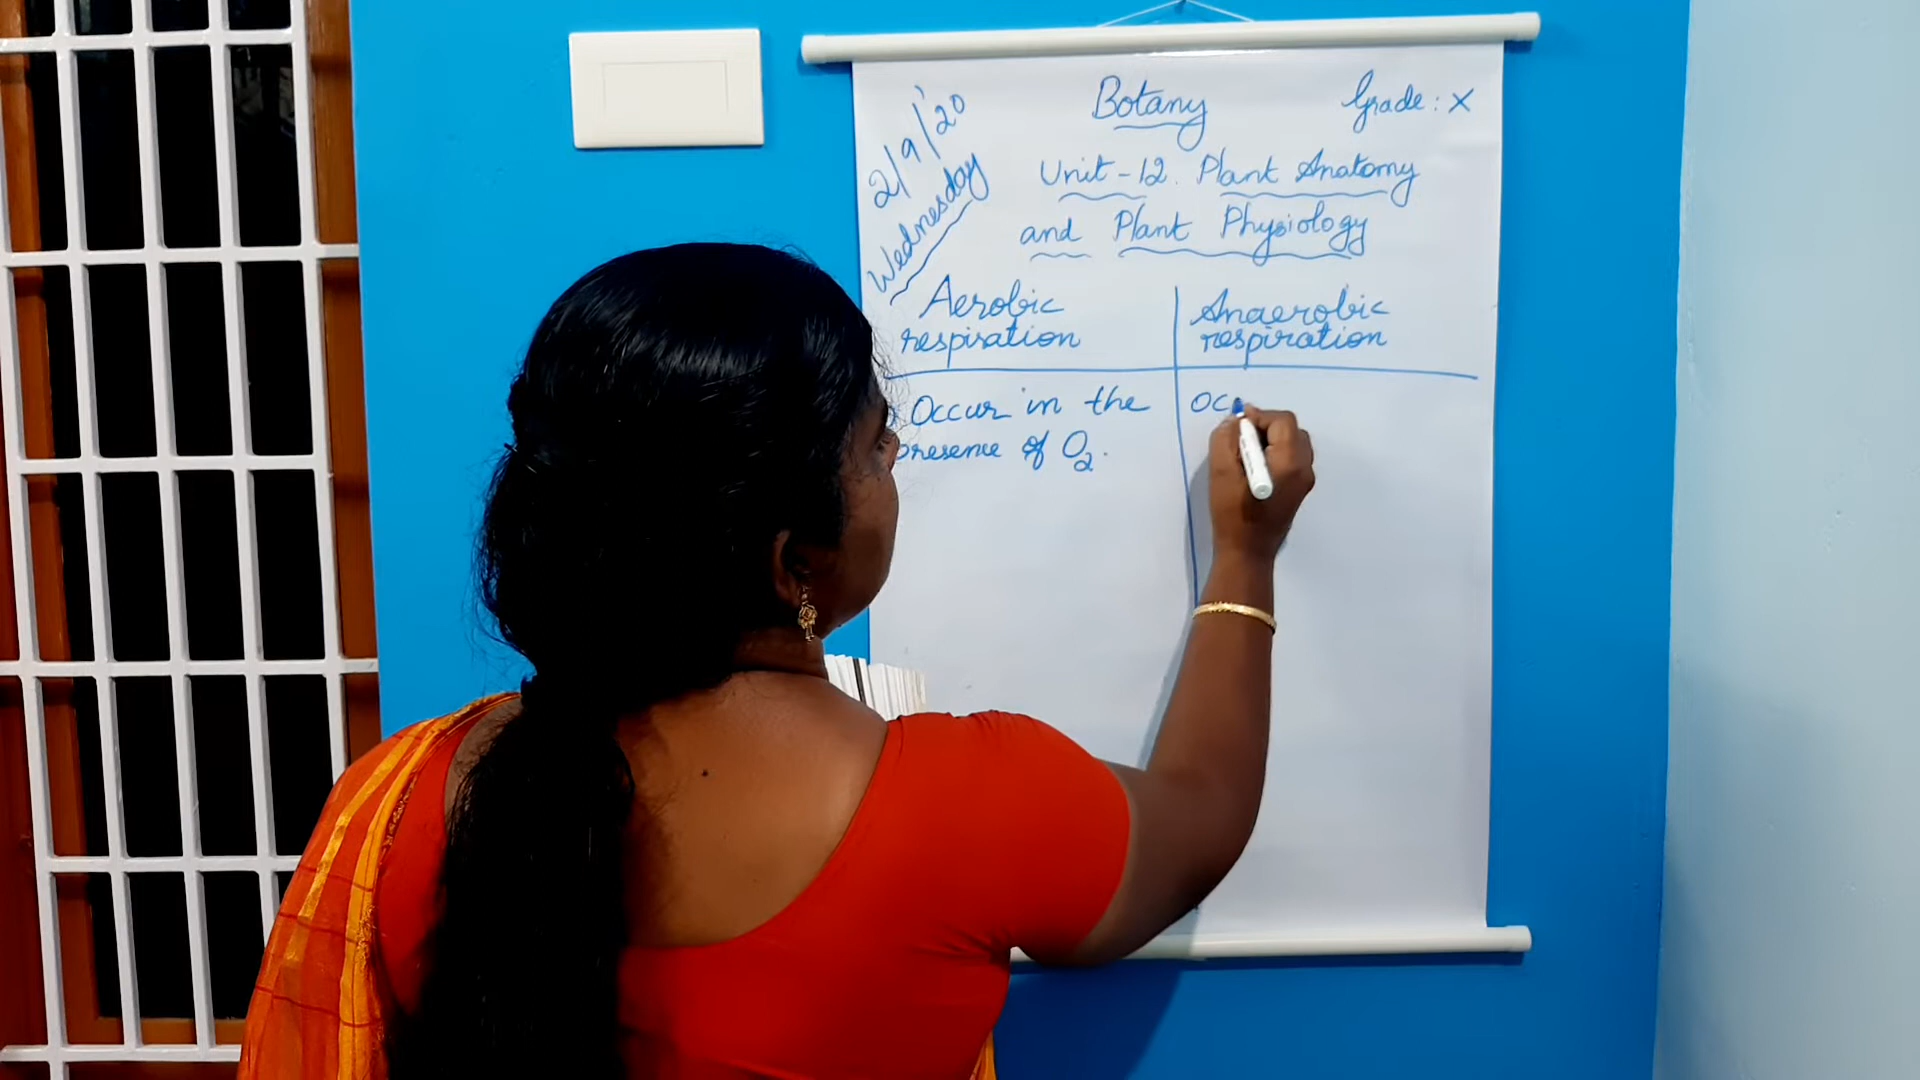 2/9/'20
Wednesday
Botany
Grade: X
Unit-12. Plant Anatomy
and Plant Physiology
Aerobic
respiration
Anaerobic
respiration
Occur in the
presence of O₂.
Occ